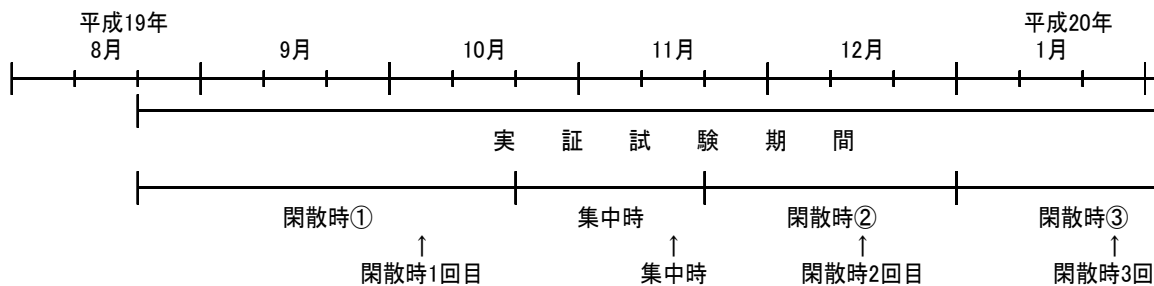 平成19年 平成20年
8月 9月 10月 11月 12月 1月
実証試験期間
閑散時① 集中時 閑散時② 閑散時③
↑ ↑ ↑ ↑
閑散時1回目 集中時 閑散時2回目 閑散時3回